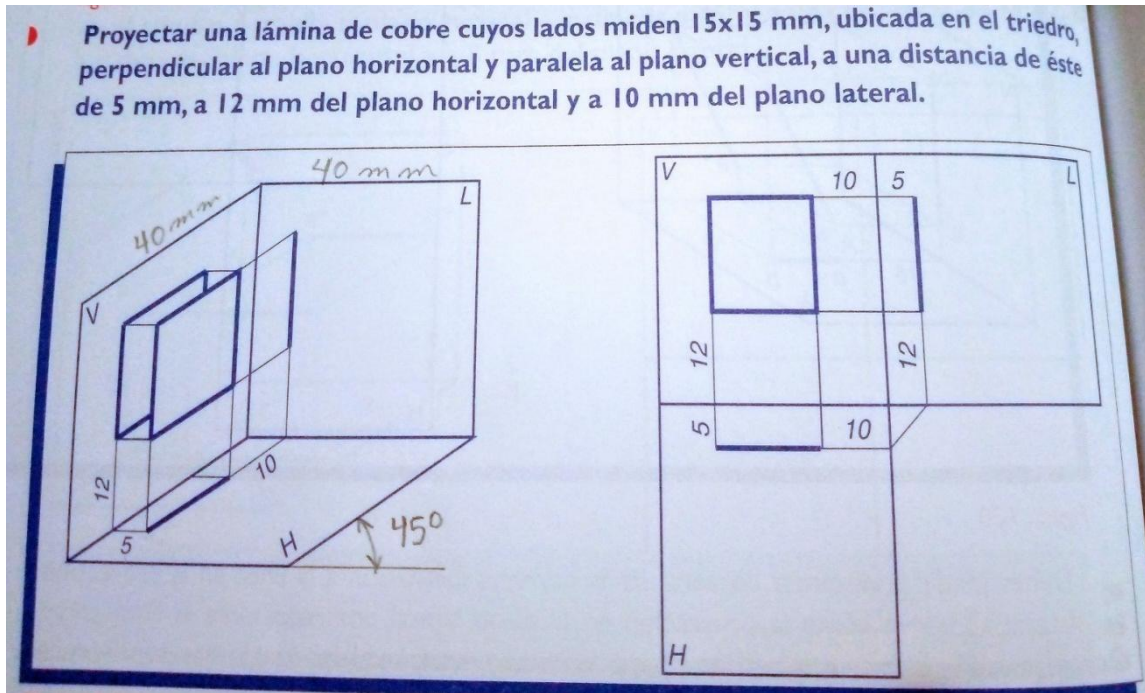 Proyectar una lámina de cobre cuyos lados miden 15x15 mm, ubicada en el triedro,
perpendicular al plano horizontal y paralela al plano vertical, a una distancia de éste
de 5 mm, a 12 mm del plano horizontal y a 10 mm del plano lateral.
40 mm
40 mm
L
V
12
5
10
H
45°
V
10
5
L
12
12
5
10
H